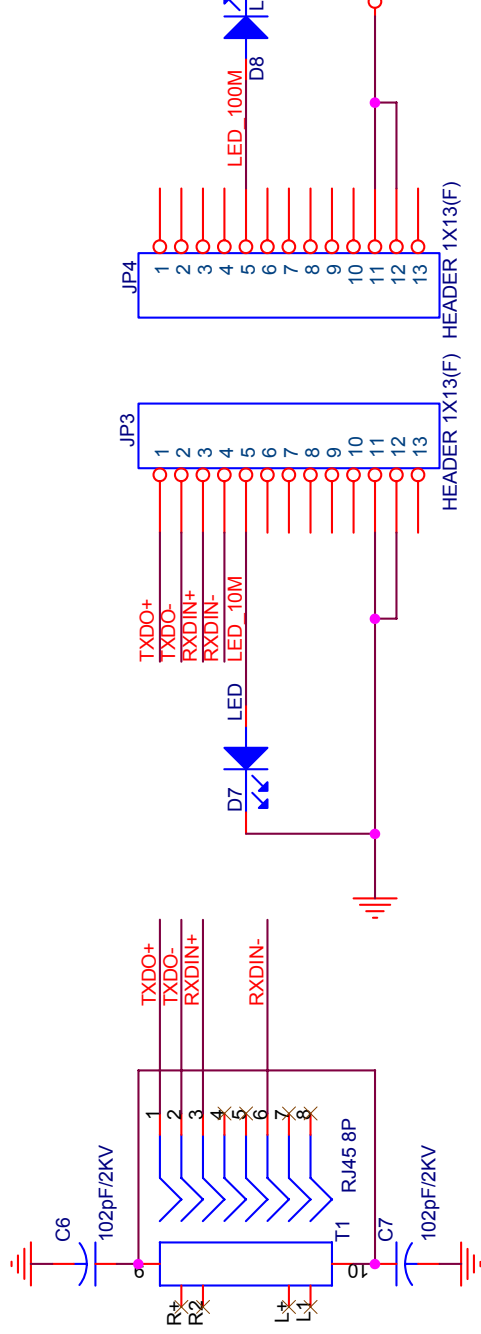 D8
L
LED_100M
JP4
1
2
3
4
5
6
7
8
9
10
11
12
13
HEADER 1X13(F)
JP3
1
2
3
4
5
6
7
8
9
10
11
12
13
HEADER 1X13(F)
TXDO+
TXDO-
RXDIN+
RXDIN-
LED_10M
LED
D7
TXDO+
TXDO-
RXDIN+
RXDIN-
1
2
3
4
5
6
7
8
RJ45 8P
C6
102pF/2KV
9
T1
10
C7
102pF/2KV
R+
R2
L+
L1